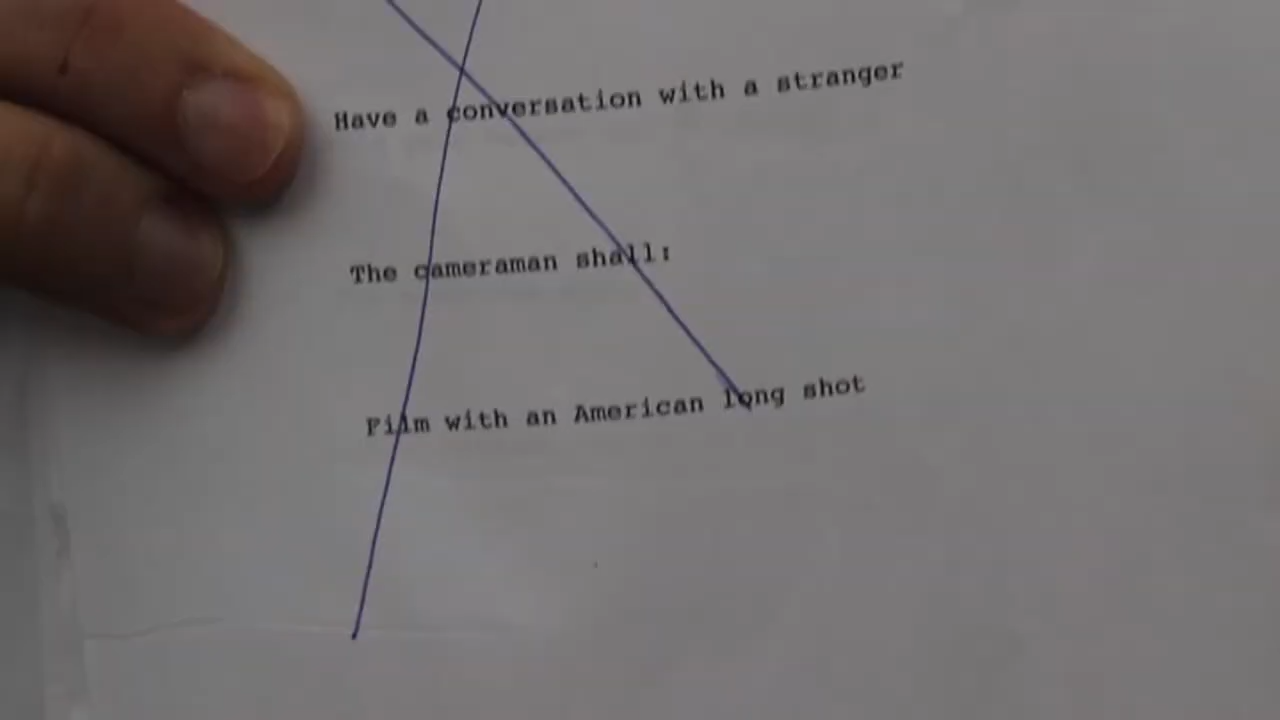 Have a conversation with a stranger
The cameraman shall:
Film with an American long shot